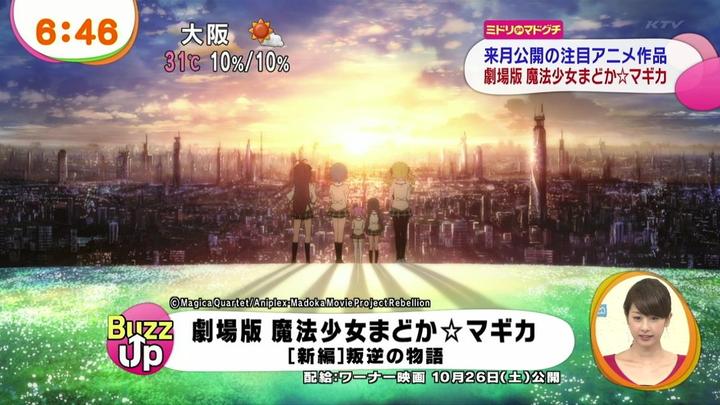 6:46
大阪
31℃ 10%/10%
ミドリのマドグチ
KTV
来月公開の注目アニメ作品
劇場版 魔法少女まどか☆マギカ
©Magica Quartet/Aniplex・Madoka Movie Project Rebellion
Buzz Up
劇場版 魔法少女まどか☆マギカ
[新編]叛逆の物語
配給:ワーナー映画 10月26日(土)公開